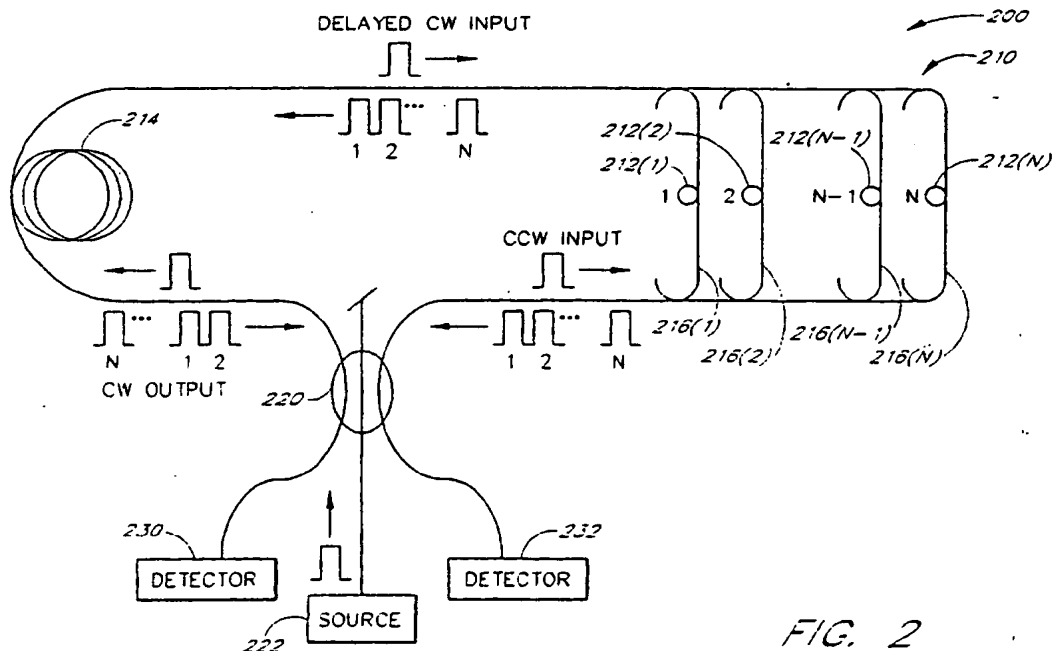 DELAYED CW INPUT
200
210
214
1 2 ... N
212(2)
212(N-1)
212(1)
212(N)
1 2 N-1 N
CCW INPUT
N ... 1 2
CW OUTPUT
1 2 ... N
216(1)
216(N-1)
216(2)
216(N)
220
230
232
DETECTOR
DETECTOR
SOURCE
222
FIG. 2